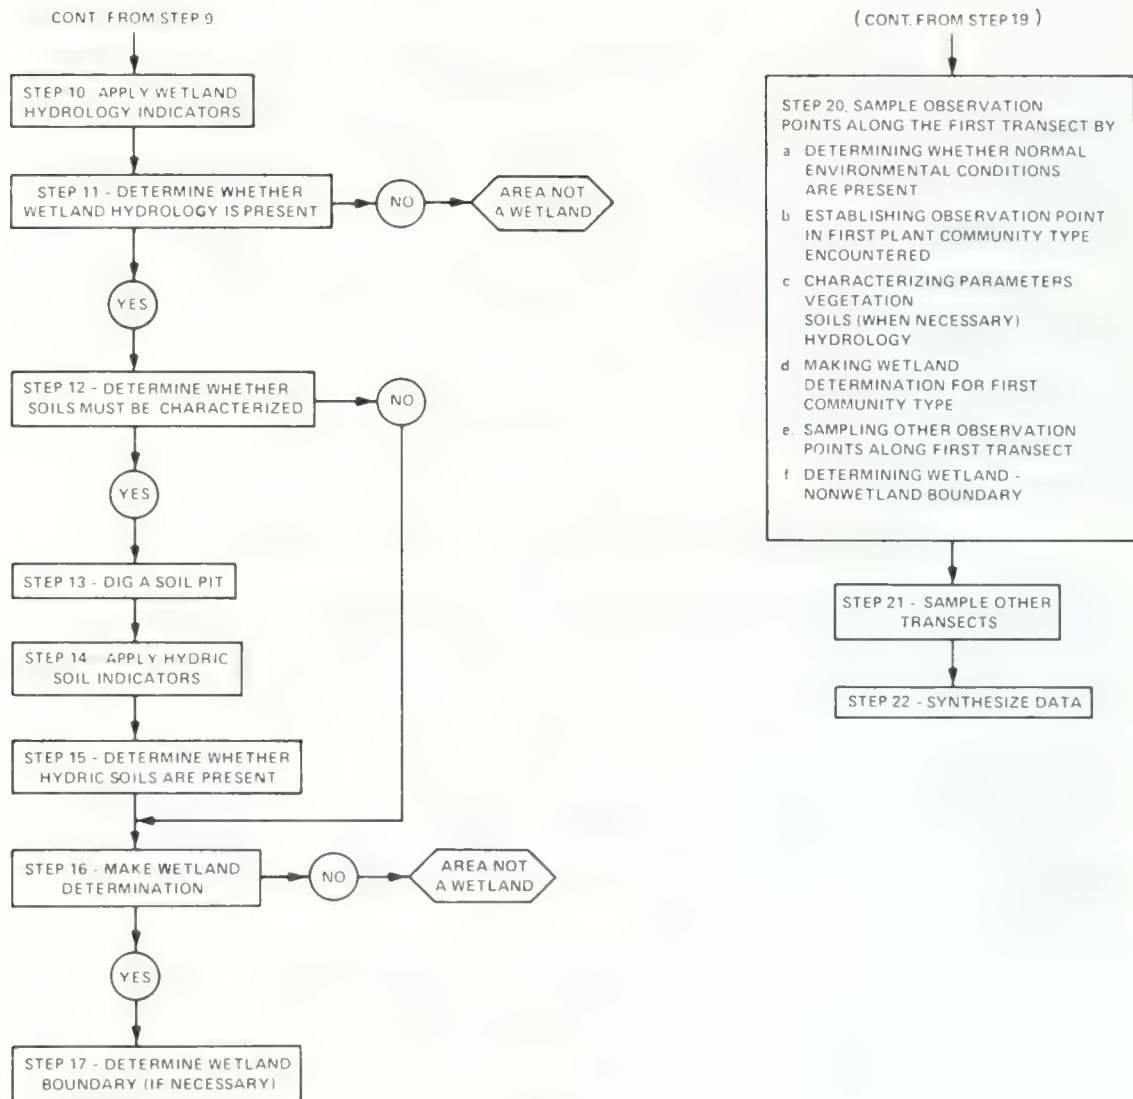 CONT. FROM STEP 9
STEP 10 APPLY WETLAND
HYDROLOGY INDICATORS
STEP 11 - DETERMINE WHETHER
WETLAND HYDROLOGY IS PRESENT
NO
AREA NOT
A WETLAND
YES
STEP 12 - DETERMINE WHETHER
SOILS MUST BE CHARACTERIZED
NO
YES
STEP 13 - DIG A SOIL PIT
STEP 14 - APPLY HYDRIC
SOIL INDICATORS
STEP 15 - DETERMINE WHETHER
HYDRIC SOILS ARE PRESENT
STEP 16 - MAKE WETLAND
DETERMINATION
NO
AREA NOT
A WETLAND
YES
STEP 17 - DETERMINE WETLAND
BOUNDARY (IF NECESSARY)
(CONT. FROM STEP 19)
STEP 20, SAMPLE OBSERVATION
POINTS ALONG THE FIRST TRANSECT BY
a DETERMINING WHETHER NORMAL
ENVIRONMENTAL CONDITIONS
ARE PRESENT
b ESTABLISHING OBSERVATION POINT
IN FIRST PLANT COMMUNITY TYPE
ENCOUNTERED
c CHARACTERIZING PARAMETERS
VEGETATION
SOILS (WHEN NECESSARY)
HYDROLOGY
d MAKING WETLAND
DETERMINATION FOR FIRST
COMMUNITY TYPE
e. SAMPLING OTHER OBSERVATION
POINTS ALONG FIRST TRANSECT
f DETERMINING WETLAND -
NONWETLAND BOUNDARY
STEP 21 - SAMPLE OTHER
TRANSECTS
STEP 22 - SYNTHESIZE DATA